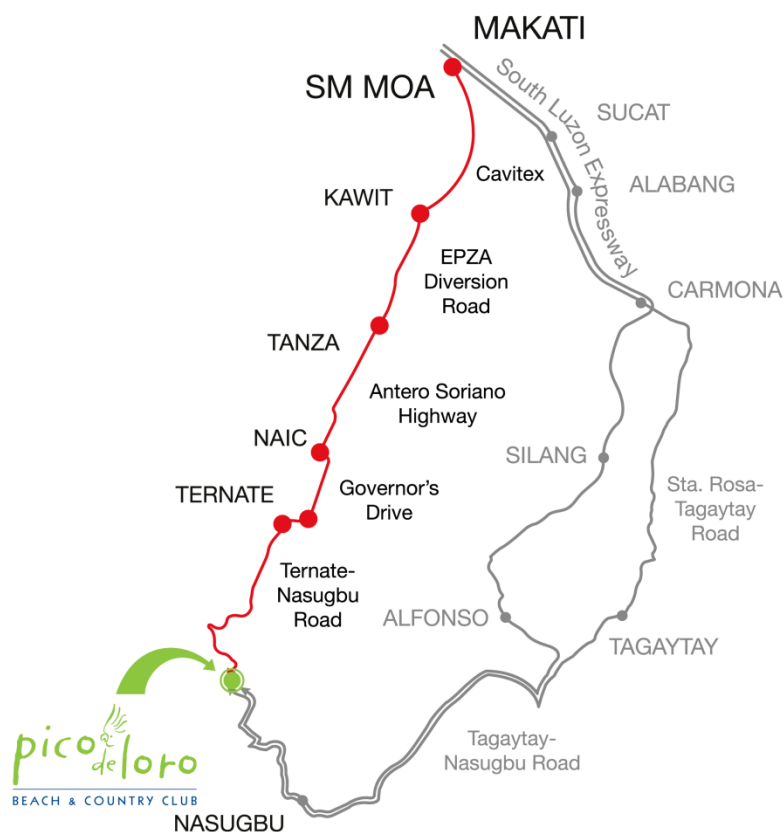 MAKATI
SM MOA
South Luzon Expressway
SUCAT
Cavitex
ALABANG
KAWIT
EPZA
Diversion
Road
CARMONA
TANZA
Antero Soriano
Highway
NAIC
SILANG
TERNATE
Governor's
Drive
Sta. Rosa-
Tagaytay
Road
Ternate-
Nasugbu
Road
ALFONSO
TAGAYTAY
pico
de loro
BEACH & COUNTRY CLUB
Tagaytay-
Nasugbu Road
NASUGBU